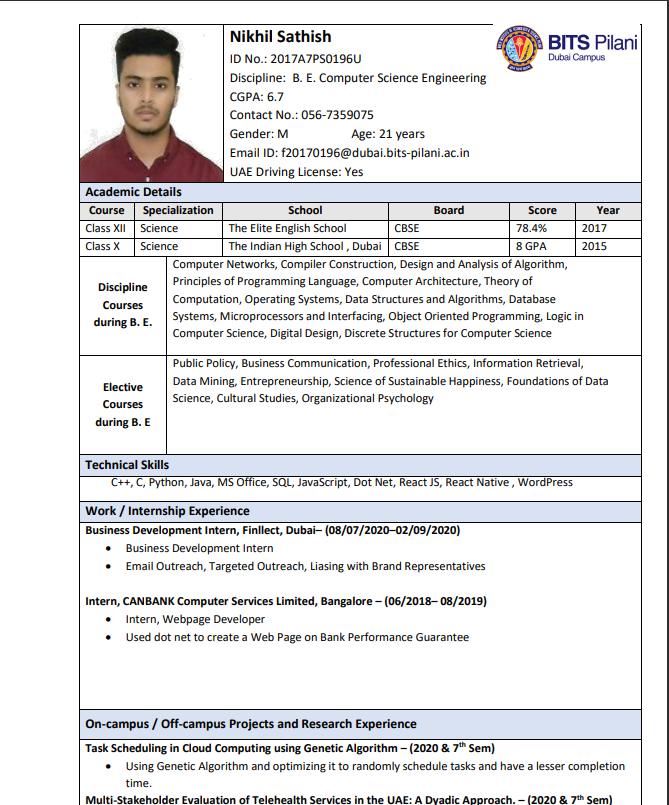 Nikhil Sathish
BITS Pilani
Dubai Campus
ID No.: 2017A7PS0196U
Discipline: B. E. Computer Science Engineering
CGPA: 6.7
Contact No.: 056-7359075
Gender: M Age: 21 years
Email ID: f20170196@dubai.bits-pilani.ac.in
UAE Driving License: Yes
Academic Details
Course Specialization School Board Score Year
Class XII Science The Elite English School CBSE 78.4% 2017
Class X Science The Indian High School , Dubai CBSE 8 GPA 2015
Discipline
Courses
during B. E.
Computer Networks, Compiler Construction, Design and Analysis of Algorithm,
Principles of Programming Language, Computer Architecture, Theory of
Computation, Operating Systems, Data Structures and Algorithms, Database
Systems, Microprocessors and Interfacing, Object Oriented Programming, Logic in
Computer Science, Digital Design, Discrete Structures for Computer Science
Elective
Courses
during B. E
Public Policy, Business Communication, Professional Ethics, Information Retrieval,
Data Mining, Entrepreneurship, Science of Sustainable Happiness, Foundations of Data
Science, Cultural Studies, Organizational Psychology
Technical Skills
C++, C, Python, Java, MS Office, SQL, JavaScript, Dot Net, React JS, React Native , WordPress
Work / Internship Experience
Business Development Intern, Finllect, Dubai– (08/07/2020–02/09/2020)
• Business Development Intern
• Email Outreach, Targeted Outreach, Liasing with Brand Representatives
Intern, CANBANK Computer Services Limited, Bangalore – (06/2018– 08/2019)
• Intern, Webpage Developer
• Used dot net to create a Web Page on Bank Performance Guarantee
On-campus / Off-campus Projects and Research Experience
Task Scheduling in Cloud Computing using Genetic Algorithm – (2020 & 7th Sem)
• Using Genetic Algorithm and optimizing it to randomly schedule tasks and have a lesser completion
time.
Multi-Stakeholder Evaluation of Telehealth Services in the UAE: A Dyadic Approach. – (2020 & 7th Sem)